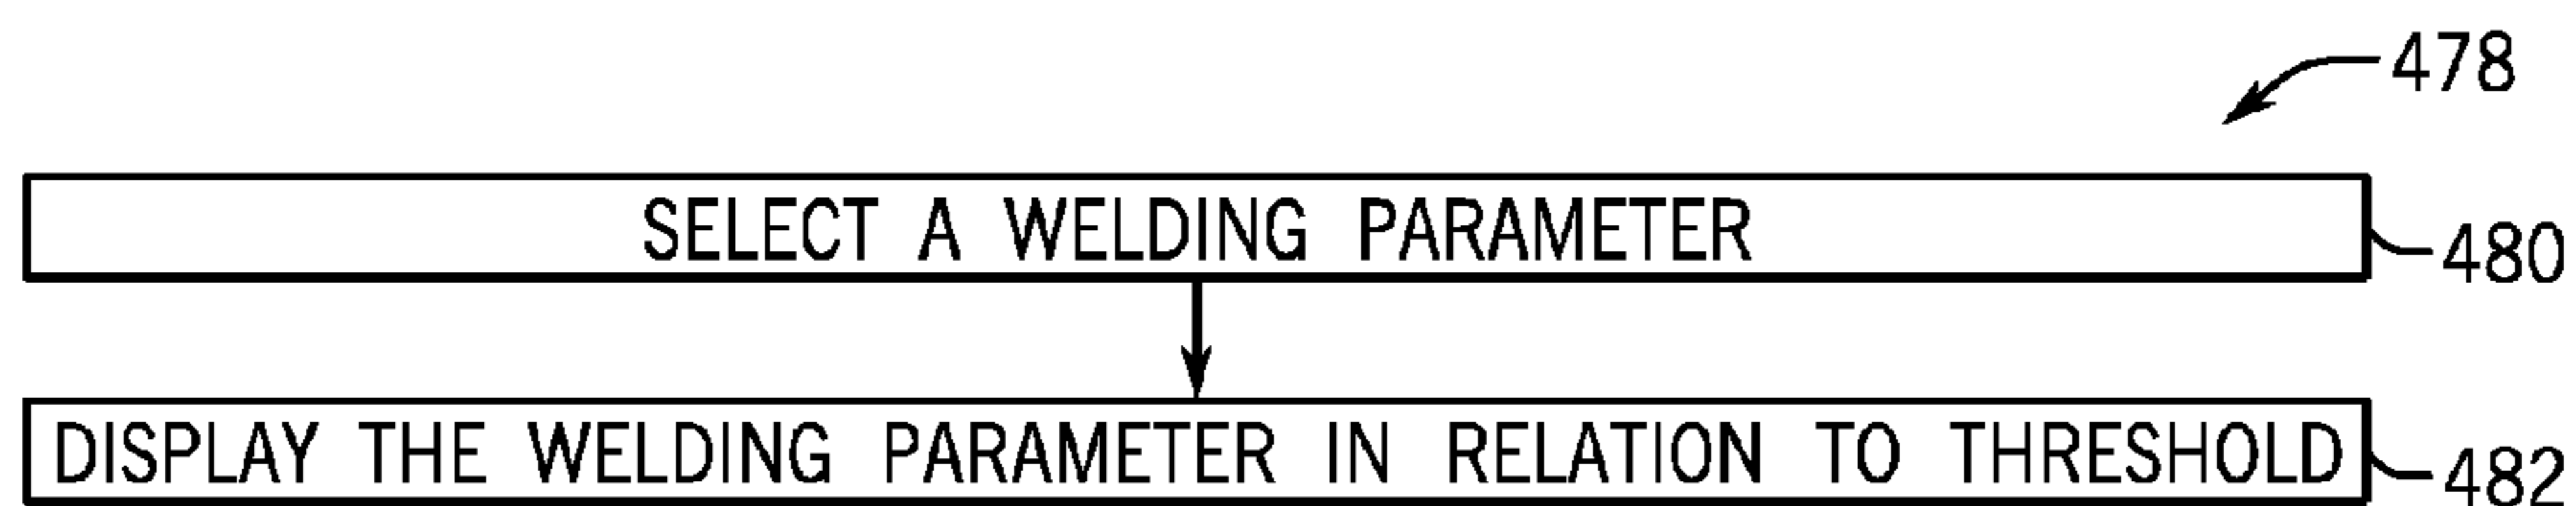 478
SELECT A WELDING PARAMETER
480
DISPLAY THE WELDING PARAMETER IN RELATION TO THRESHOLD
482